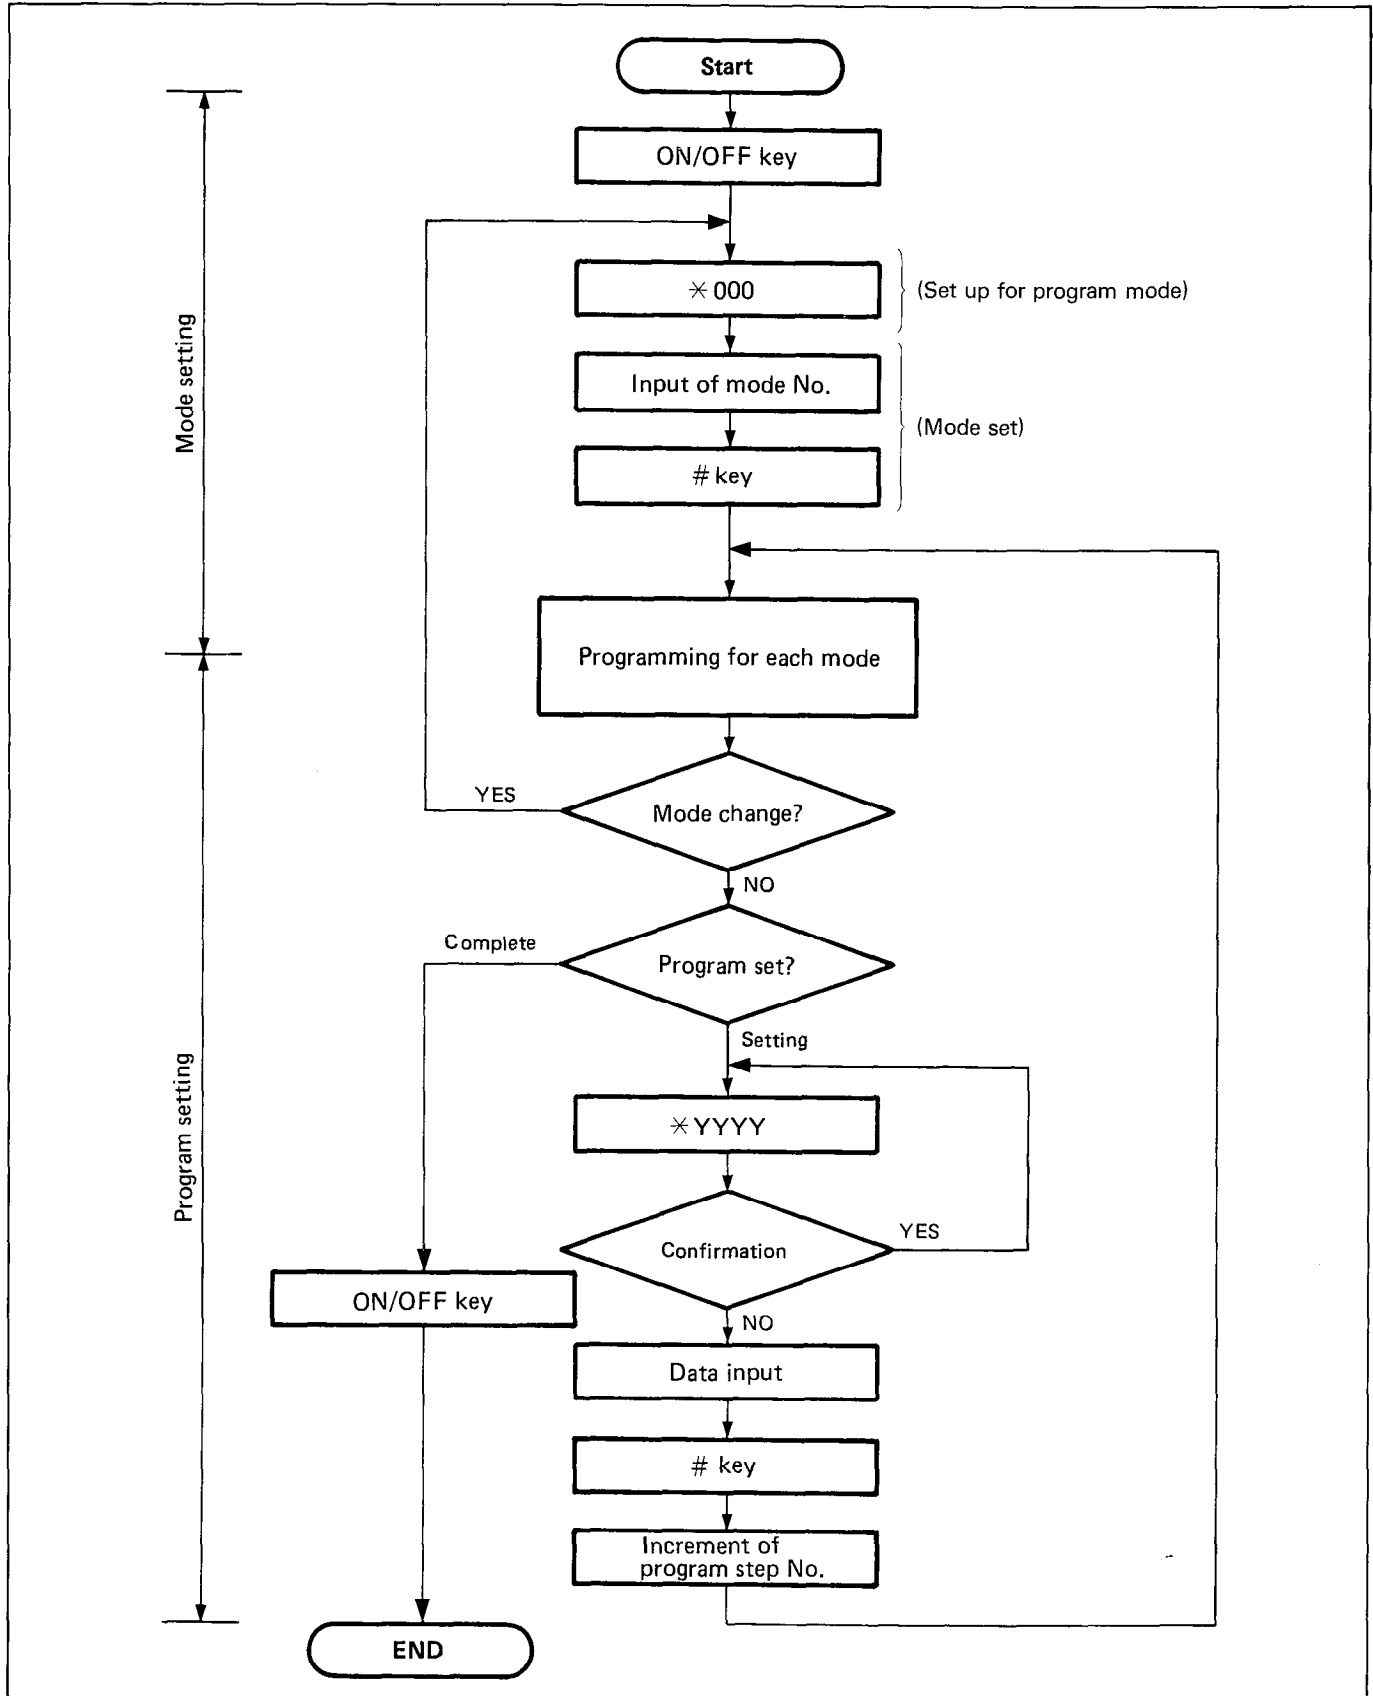 Start
ON/OFF key
✳000
(Set up for program mode)
Input of mode No.
(Mode set)
# key
Mode setting
Programming for each mode
YES
Mode change?
NO
Complete
Program set?
Setting
✳YYYY
Program setting
Confirmation
YES
ON/OFF key
NO
Data input
# key
Increment of
program step No.
END